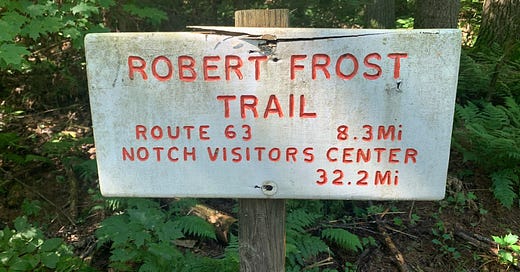 ROBERT FROST
TRAIL
ROUTE 63 8.3Mi
NOTCH VISITORS CENTER
32.2Mi